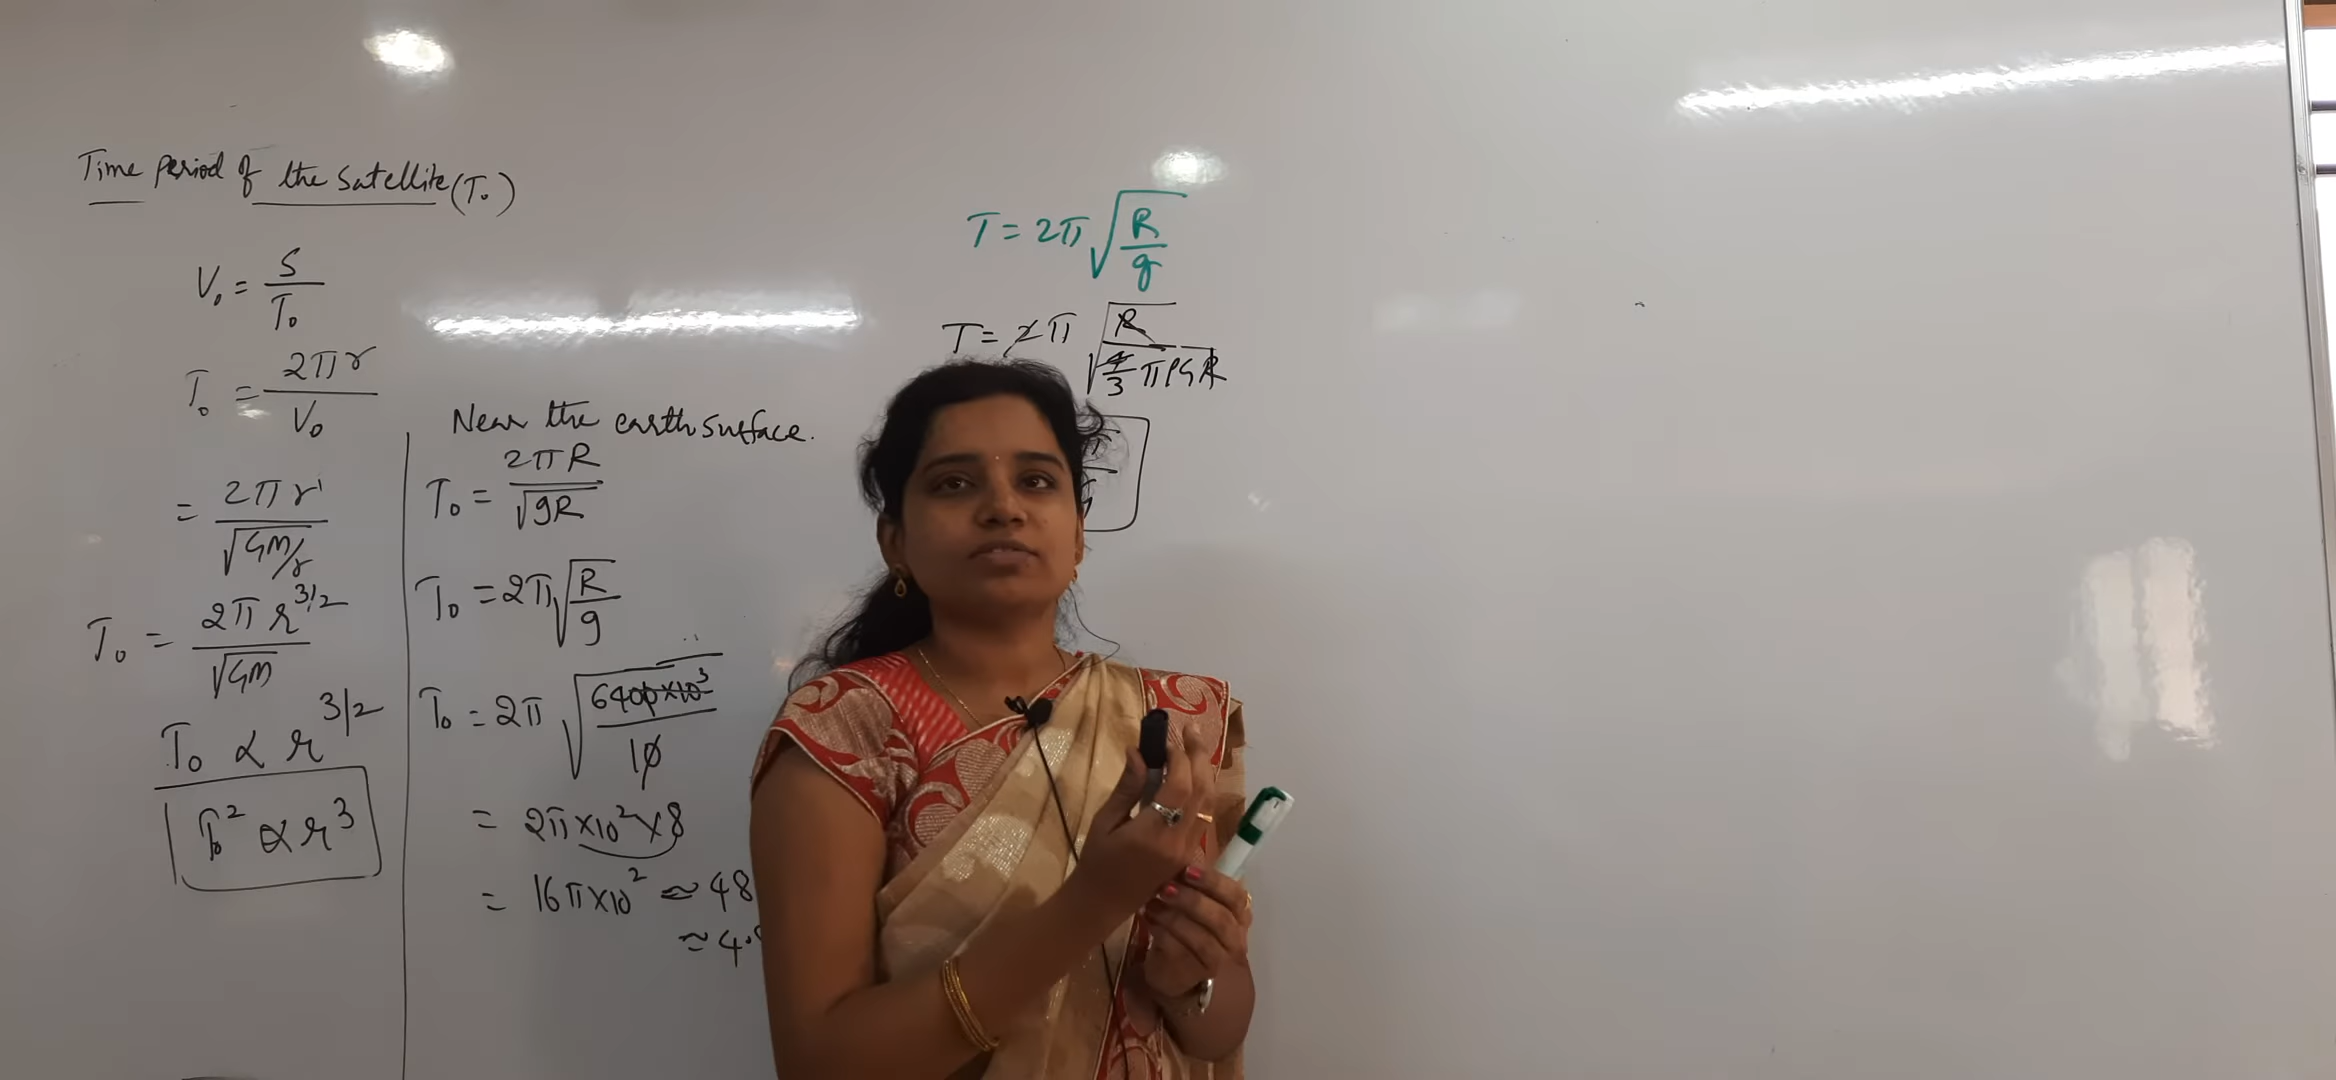 Time period of the satellite (T₀)
V₀ = S / T₀
T₀ = 2πr / V₀
= 2πr / √(GM/r)
T₀ = 2π r^3/2 / √GM
T₀ ∝ r^3/2
T₀² ∝ r³
Near the earth surface.
T₀ = 2πR / √gR
T₀ = 2π √(R/g)
T₀ = 2π √(6400×10³ / 10)
= 2π×10²×8
= 16π×10² ≈ 48
≈ 4.
T = 2π √(R/g)
T = 2π √(R / (4/3 πρGR))